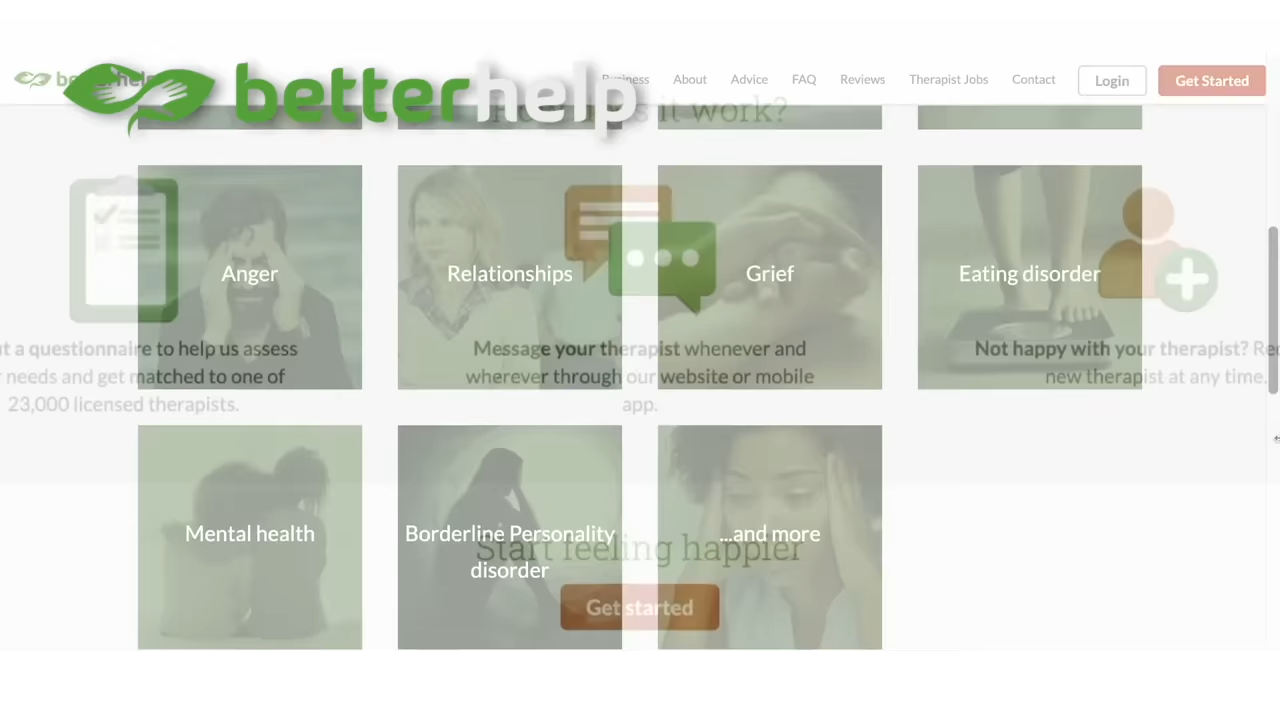 betterhelp
Business About Advice FAQ Reviews Therapist Jobs Contact Login Get Started
it work?
Anger
Relationships
Grief
Eating disorder
a questionnaire to help us assess
needs and get matched to one of
23,000 licensed therapists.
Message your therapist whenever and
wherever through our website or mobile
app.
Not happy with your therapist?
new therapist at any time.
Mental health
Borderline Personality
disorder
...and more
Start feeling happier
Get started